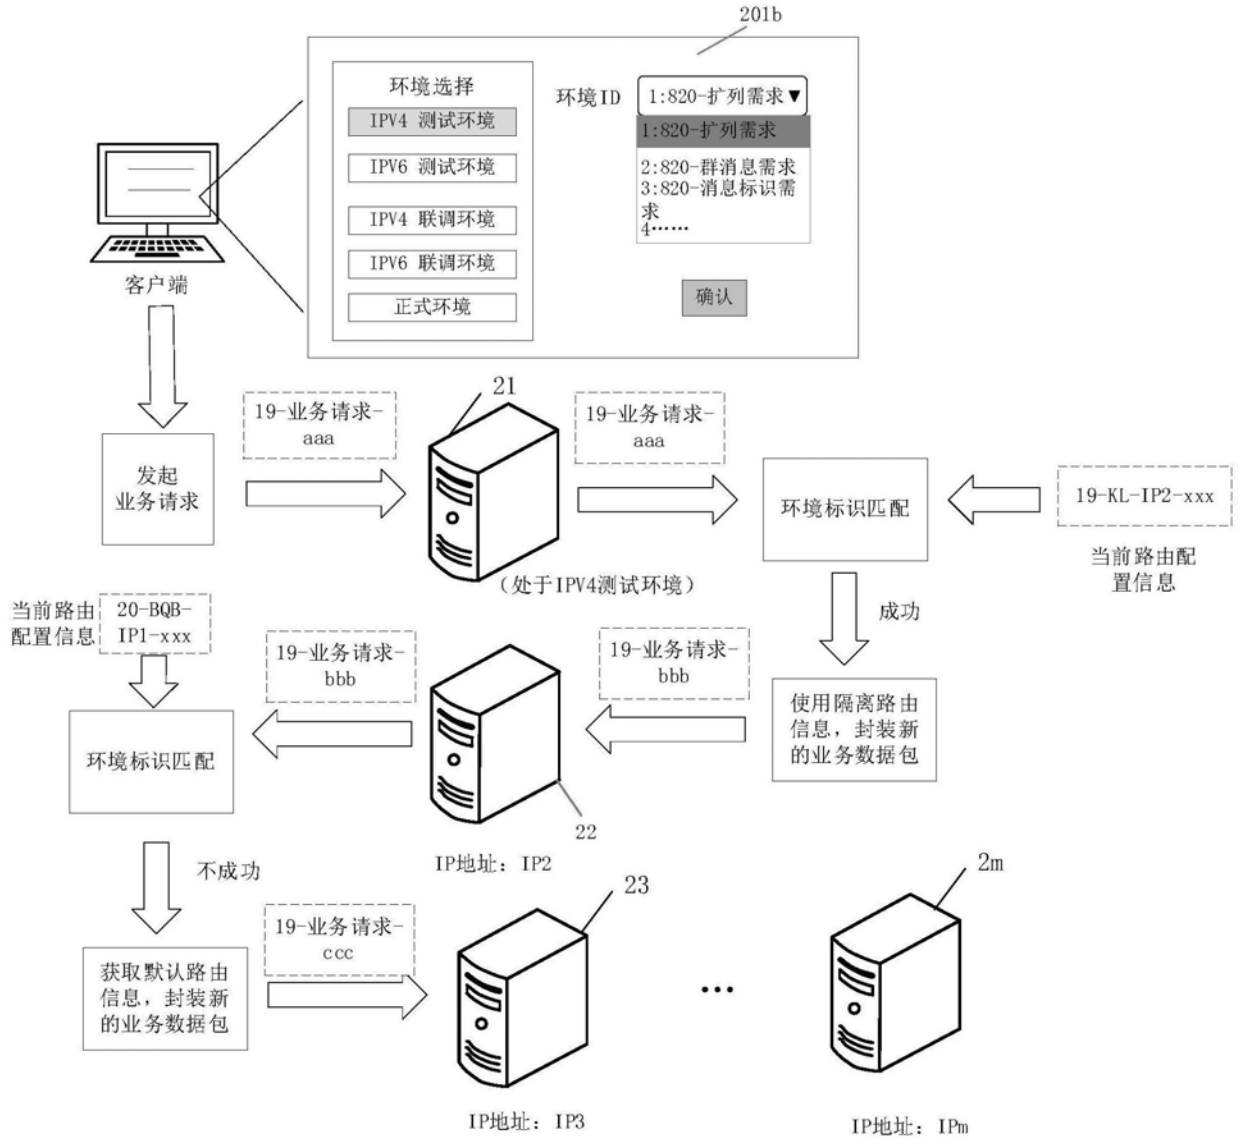 201b
环境选择
IPV4 测试环境
IPV6 测试环境
IPV4 联调环境
IPV6 联调环境
正式环境
环境ID
1:820-扩列需求▼
1:820-扩列需求
2:820-群消息需求
3:820-消息标识需
求
4……
确认
客户端
发起
业务请求
19-业务请求-
aaa
21
(处于IPV4测试环境)
19-业务请求-
aaa
环境标识匹配
19-KL-IP2-xxx
当前路由配
置信息
成功
使用隔离路由
信息，封装新
的业务数据包
19-业务请求-
bbb
22
IP地址：IP2
19-业务请求-
bbb
当前路由
配置信息
20-BQB-
IP1-xxx
环境标识匹配
不成功
获取默认路由
信息，封装新
的业务数据包
19-业务请求-
ccc
23
IP地址：IP3
...
2m
IP地址：IPm